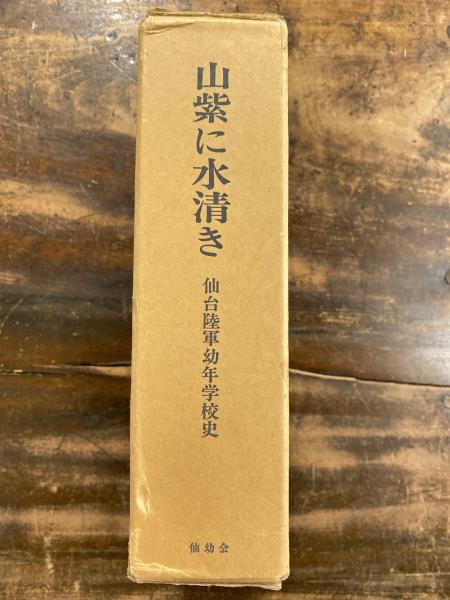 山紫に水清き
仙台陸軍幼年学校史
仙幼会